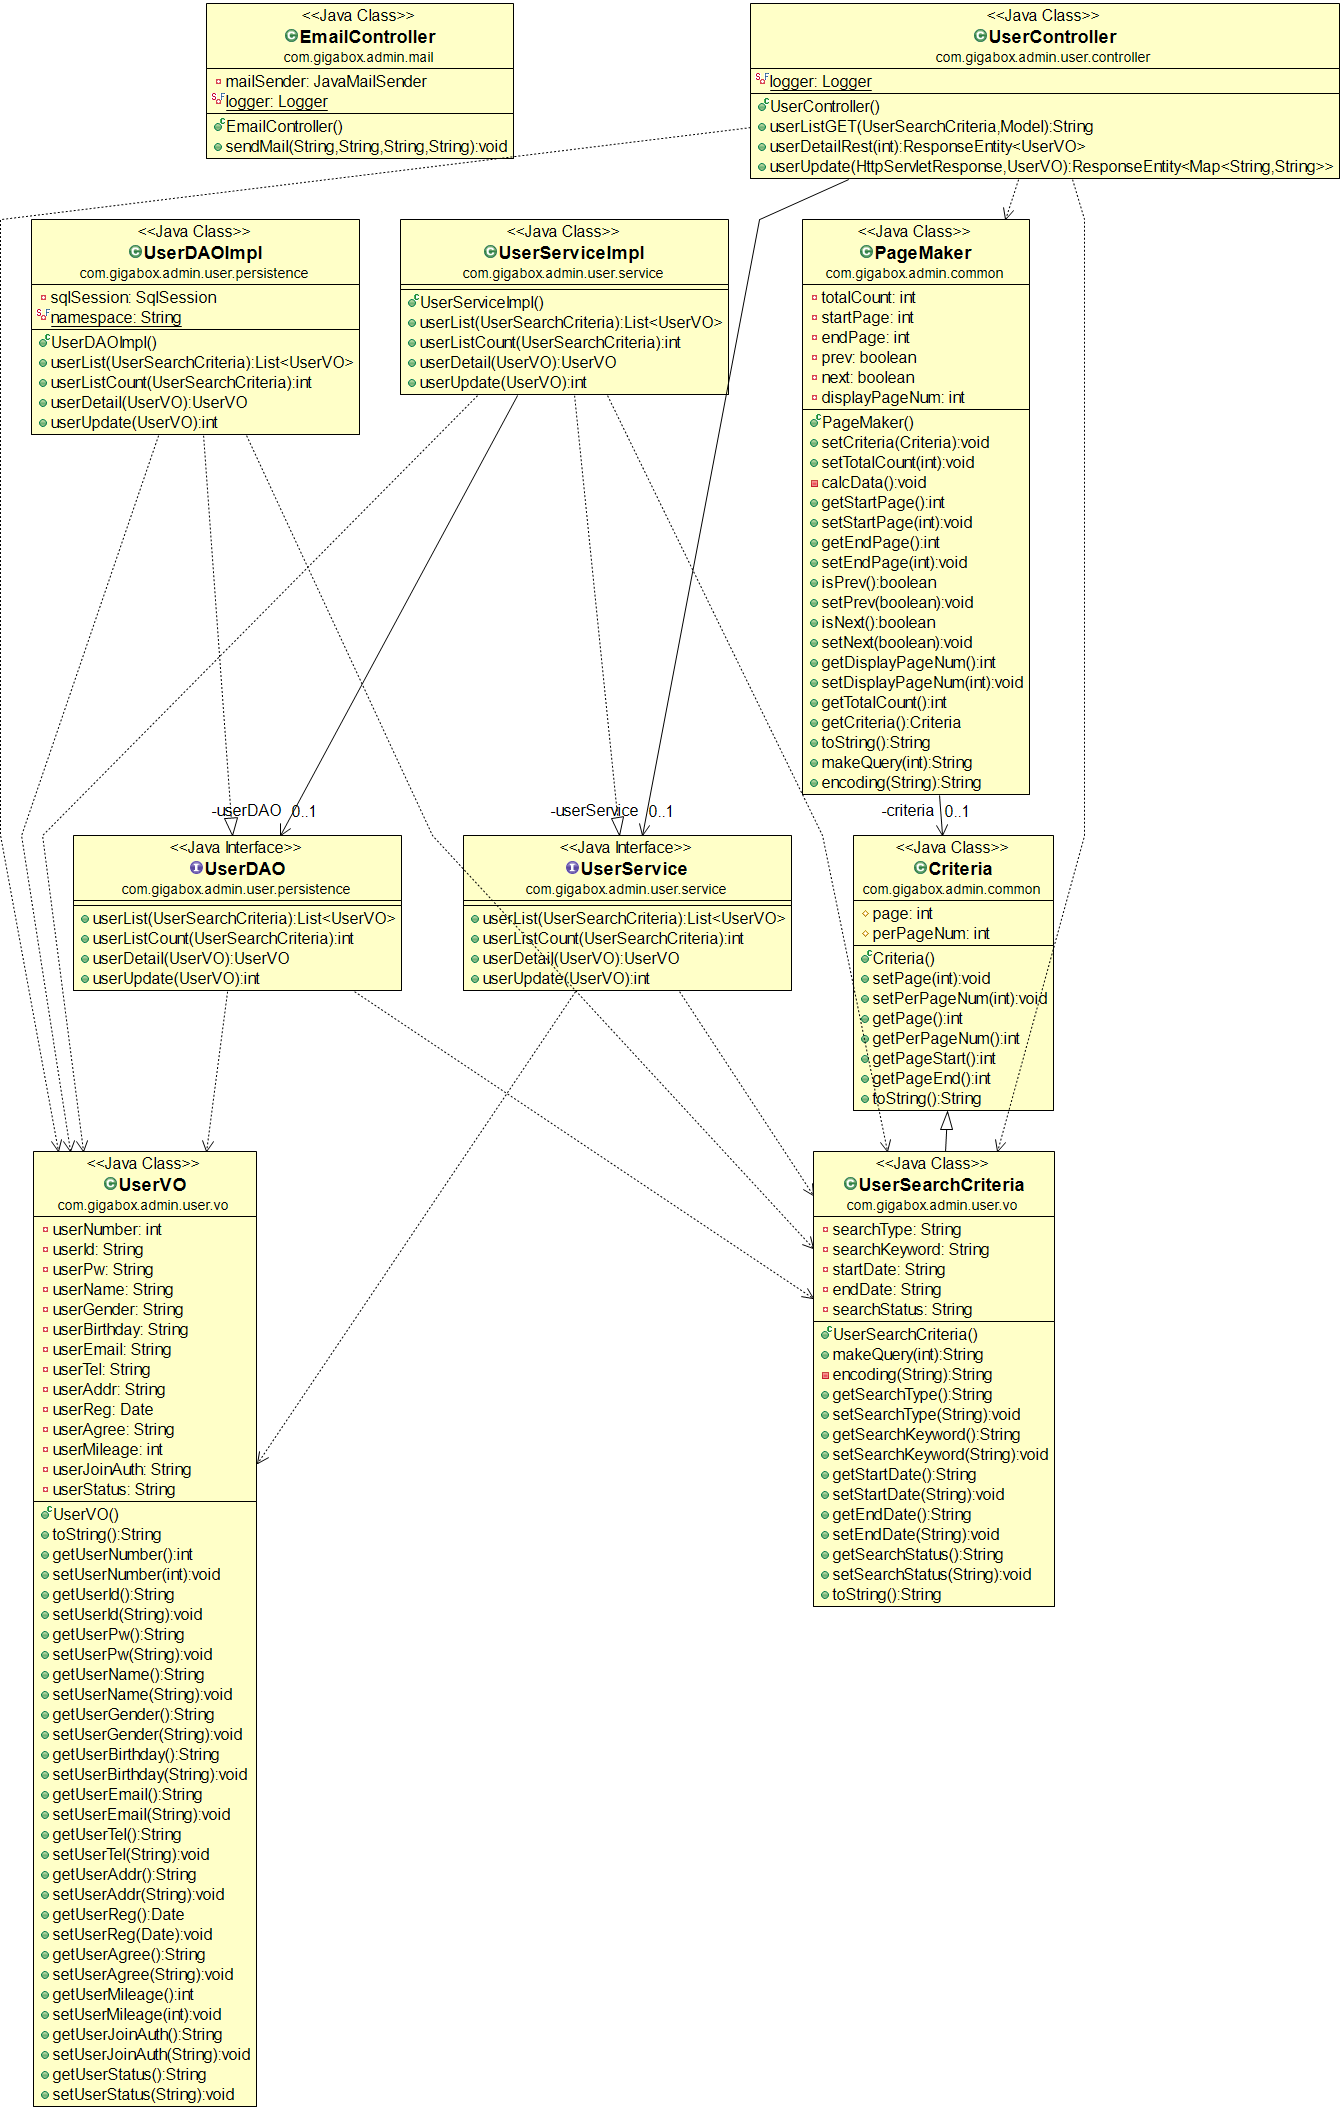 <<Java Class>>
EmailController
com.gigabox.admin.mail
mailSender: JavaMailSender
logger: Logger
EmailController()
sendMail(String,String,String,String):void
<<Java Class>>
UserController
com.gigabox.admin.user.controller
logger: Logger
UserController()
userListGET(UserSearchCriteria,Model):String
userDetailRest(int):ResponseEntity<UserVO>
userUpdate(HttpServletResponse,UserVO):ResponseEntity<Map<String,String>>
<<Java Class>>
UserDAOImpl
com.gigabox.admin.user.persistence
sqlSession: SqlSession
namespace: String
UserDAOImpl()
userList(UserSearchCriteria):List<UserVO>
userListCount(UserSearchCriteria):int
userDetail(UserVO):UserVO
userUpdate(UserVO):int
<<Java Class>>
UserServiceImpl
com.gigabox.admin.user.service
UserServiceImpl()
userList(UserSearchCriteria):List<UserVO>
userListCount(UserSearchCriteria):int
userDetail(UserVO):UserVO
userUpdate(UserVO):int
<<Java Class>>
PageMaker
com.gigabox.admin.common
totalCount: int
startPage: int
endPage: int
prev: boolean
next: boolean
displayPageNum: int
PageMaker()
setCriteria(Criteria):void
setTotalCount(int):void
calcData():void
getStartPage():int
setStartPage(int):void
getEndPage():int
setEndPage(int):void
isPrev():boolean
setPrev(boolean):void
isNext():boolean
setNext(boolean):void
getDisplayPageNum():int
setDisplayPageNum(int):void
getTotalCount():int
getCriteria():Criteria
toString():String
makeQuery(int):String
encoding(String):String
-userDAO 0..1
-userService 0..1
-criteria 0..1
<<Java Interface>>
UserDAO
com.gigabox.admin.user.persistence
userList(UserSearchCriteria):List<UserVO>
userListCount(UserSearchCriteria):int
userDetail(UserVO):UserVO
userUpdate(UserVO):int
<<Java Interface>>
UserService
com.gigabox.admin.user.service
userList(UserSearchCriteria):List<UserVO>
userListCount(UserSearchCriteria):int
userDetail(UserVO):UserVO
userUpdate(UserVO):int
<<Java Class>>
Criteria
com.gigabox.admin.common
page: int
perPageNum: int
Criteria()
setPage(int):void
setPerPageNum(int):void
getPage():int
getPerPageNum():int
getPageStart():int
getPageEnd():int
toString():String
<<Java Class>>
UserVO
com.gigabox.admin.user.vo
userNumber: int
userId: String
userPw: String
userName: String
userGender: String
userBirthday: String
userEmail: String
userTel: String
userAddr: String
userReg: Date
userAgree: String
userMileage: int
userJoinAuth: String
userStatus: String
UserVO()
toString():String
getUserNumber():int
setUserNumber(int):void
getUserId():String
setUserId(String):void
getUserPw():String
setUserPw(String):void
getUserName():String
setUserName(String):void
getUserGender():String
setUserGender(String):void
getUserBirthday():String
setUserBirthday(String):void
getUserEmail():String
setUserEmail(String):void
getUserTel():String
setUserTel(String):void
getUserAddr():String
setUserAddr(String):void
getUserReg():Date
setUserReg(Date):void
getUserAgree():String
setUserAgree(String):void
getUserMileage():int
setUserMileage(int):void
getUserJoinAuth():String
setUserJoinAuth(String):void
getUserStatus():String
setUserStatus(String):void
<<Java Class>>
UserSearchCriteria
com.gigabox.admin.user.vo
searchType: String
searchKeyword: String
startDate: String
endDate: String
searchStatus: String
UserSearchCriteria()
makeQuery(int):String
encoding(String):String
getSearchType():String
setSearchType(String):void
getSearchKeyword():String
setSearchKeyword(String):void
getStartDate():String
setStartDate(String):void
getEndDate():String
setEndDate(String):void
getSearchStatus():String
setSearchStatus(String):void
toString():String